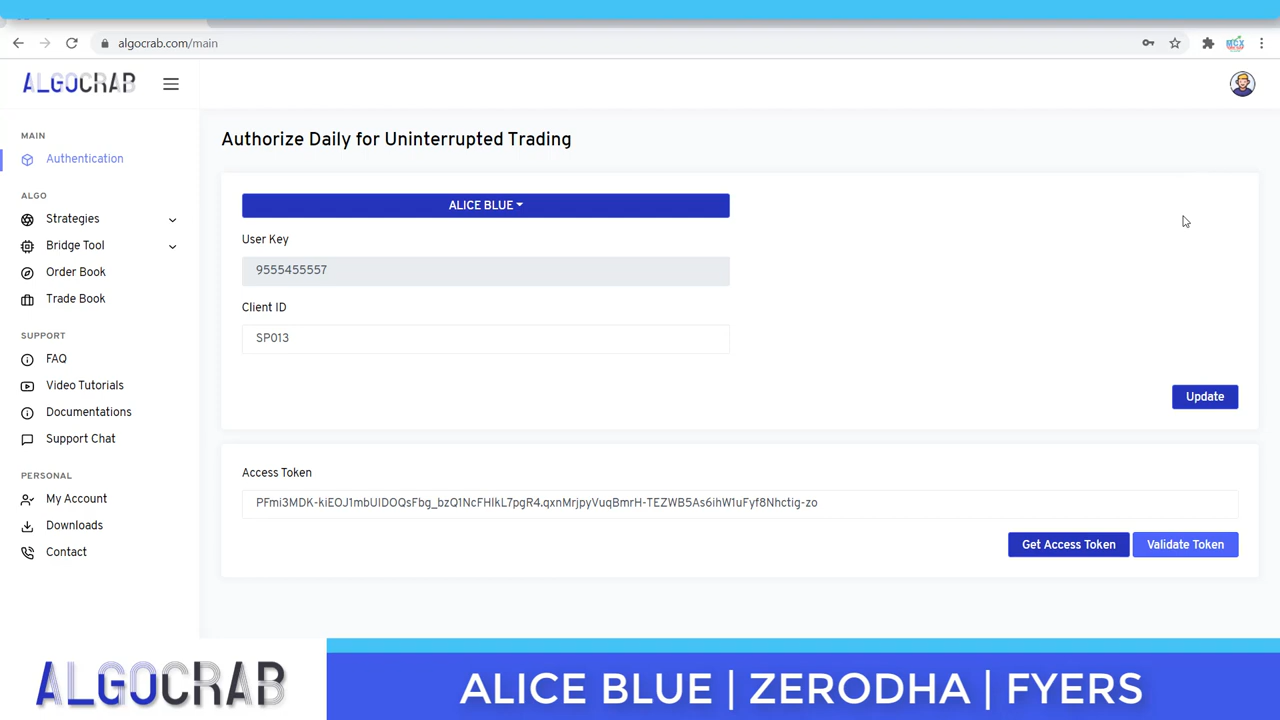 algocrab.com/main
MCX
ALGOCRAB
MAIN
Authentication
ALGO
Strategies
Bridge Tool
Order Book
Trade Book
SUPPORT
FAQ
Video Tutorials
Documentations
Support Chat
PERSONAL
My Account
Downloads
Contact
Authorize Daily for Uninterrupted Trading
ALICE BLUE
User Key
9555455557
Client ID
SP013
Update
Access Token
PFmi3MDK-kiEOJ1mbUIDOQsFbg_bzQ1NcFHIkL7pgR4.qxnMrjpyVuqBmrH-TEZWB5As6ihW1uFyf8Nhctig-zo
Get Access Token
Validate Token
ALGOCRAB
ALICE BLUE | ZERODHA | FYERS